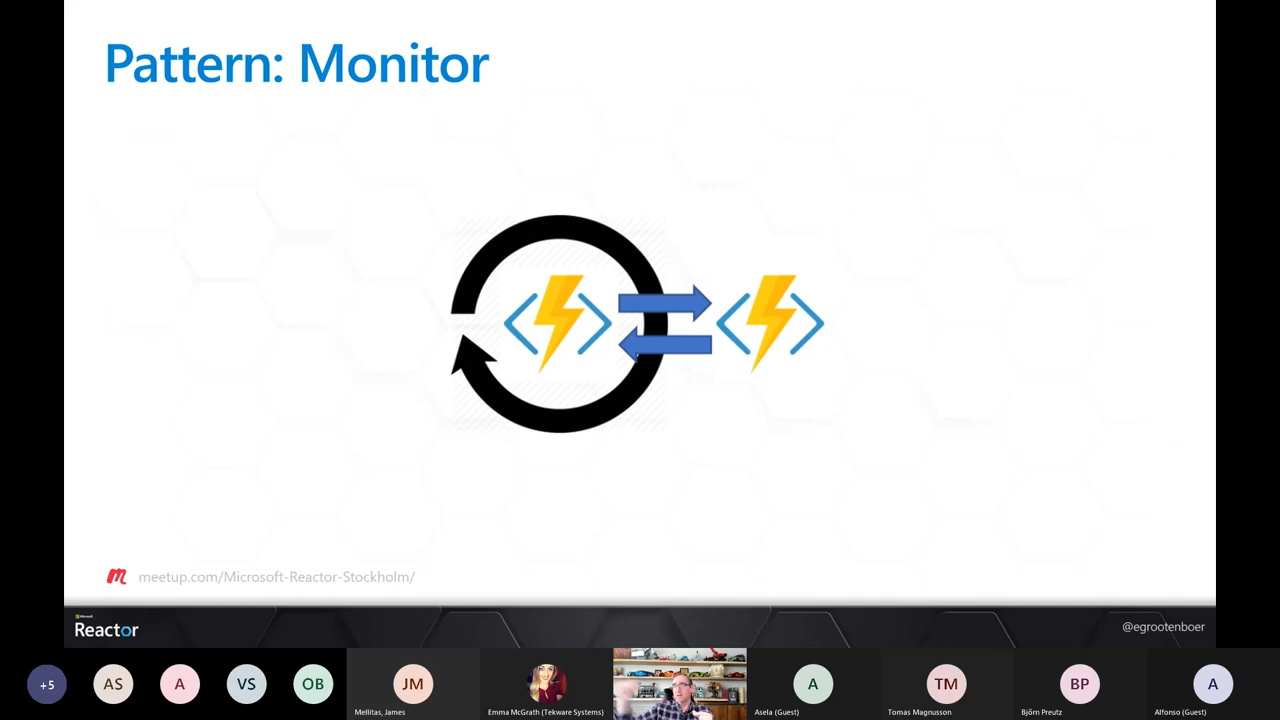 Pattern: Monitor
meetup.com/Microsoft-Reactor-Stockholm/
Microsoft
Reactor
@egrootenboer
+5
AS
A
VS
OB
JM
A
TM
BP
A
Mellitas, James
Emma McGrath (Tekware Systems)
Asela (Guest)
Tomas Magnusson
Björn Preutz
Alfonso (Guest)